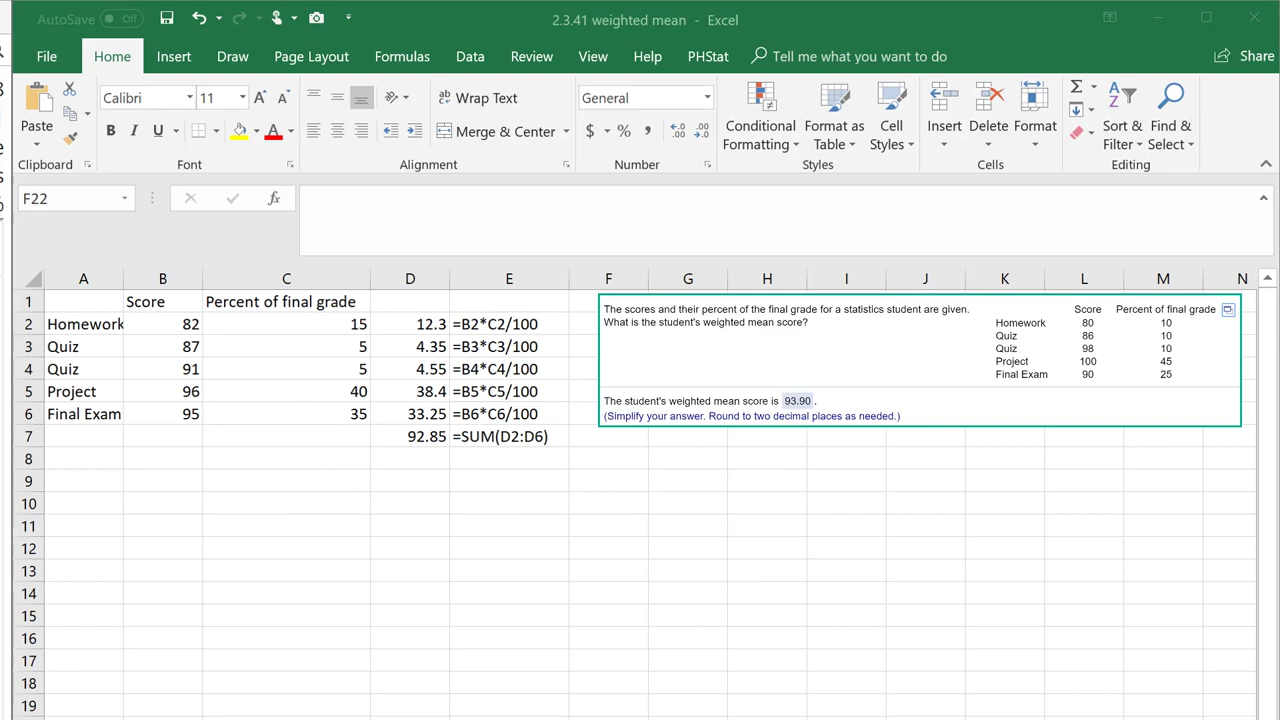 AutoSave Off 2.3.41 weighted mean - Excel
File Home Insert Draw Page Layout Formulas Data Review View Help PHStat Tell me what you want to do Share
Calibri 11 Wrap Text General
Paste B I U Merge & Center $ % Conditional Formatting Format as Table Cell Styles Insert Delete Format Sort & Filter Find & Select
Clipboard Font Alignment Number Styles Cells Editing
F22 fx
A B C D E F G H I J K L M N
1 Score Percent of final grade
2 Homework 82 15 12.3 =B2*C2/100
3 Quiz 87 5 4.35 =B3*C3/100
4 Quiz 91 5 4.55 =B4*C4/100
5 Project 96 40 38.4 =B5*C5/100
6 Final Exam 95 35 33.25 =B6*C6/100
7 92.85 =SUM(D2:D6)
8
9
10
11
12
13
14
15
16
17
18
19
The scores and their percent of the final grade for a statistics student are given.
What is the student's weighted mean score?
Score Percent of final grade
Homework 80 10
Quiz 86 10
Quiz 98 10
Project 100 45
Final Exam 90 25
The student's weighted mean score is 93.90 .
(Simplify your answer. Round to two decimal places as needed.)